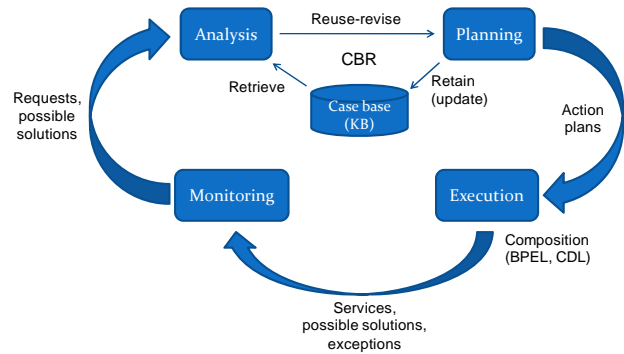 Reuse-revise
Analysis
Planning
CBR
Retrieve
Retain
(update)
Case base
(KB)
Requests,
possible
solutions
Action
plans
Monitoring
Execution
Composition
(BPEL, CDL)
Services,
possible solutions,
exceptions